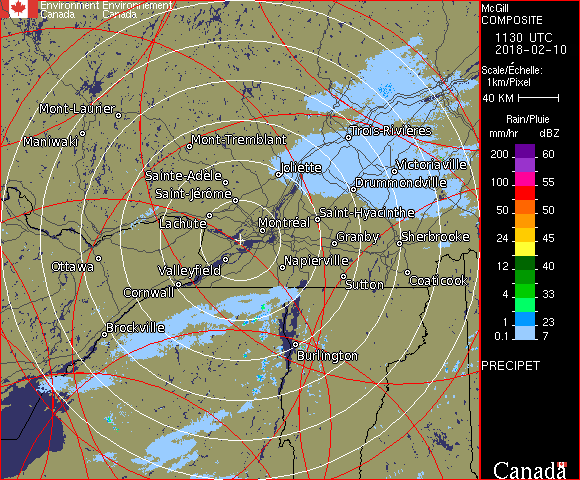 Environment Environnement
Canada Canada
McGill
COMPOSITE
1130 UTC
2018-02-10
Scale/Échelle:
1km/Pixel
40 KM
Rain/Pluie
mm/hr dBZ
200 60
100 55
50 50
24 45
12 40
4 33
1 23
0.1 7
PRECIPET
Canada
Mont-Laurier
Maniwaki
Mont-Tremblant
Trois-Rivières
Sainte-Adèle
Joliette
Victoriaville
Saint-Jérôme
Drummondville
Lachute
Montréal
Saint-Hyacinthe
Granby
Sherbrooke
Ottawa
Valleyfield
Napierville
Cornwall
Sutton
Coaticook
Brockville
Burlington